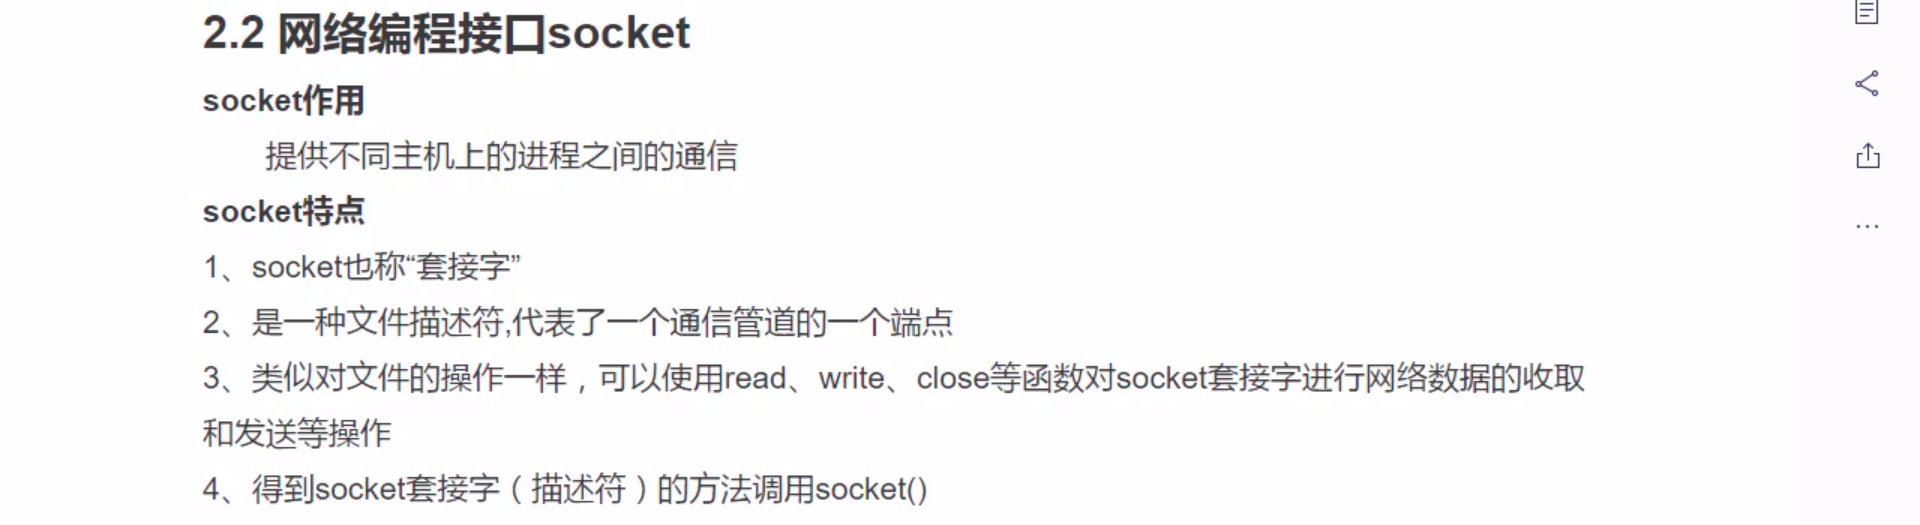 2.2 网络编程接口socket
socket作用
提供不同主机上的进程之间的通信
socket特点
1、socket也称“套接字”
2、是一种文件描述符,代表了一个通信管道的一个端点
3、类似对文件的操作一样，可以使用read、write、close等函数对socket套接字进行网络数据的收取
和发送等操作
4、得到socket套接字（描述符）的方法调用socket()